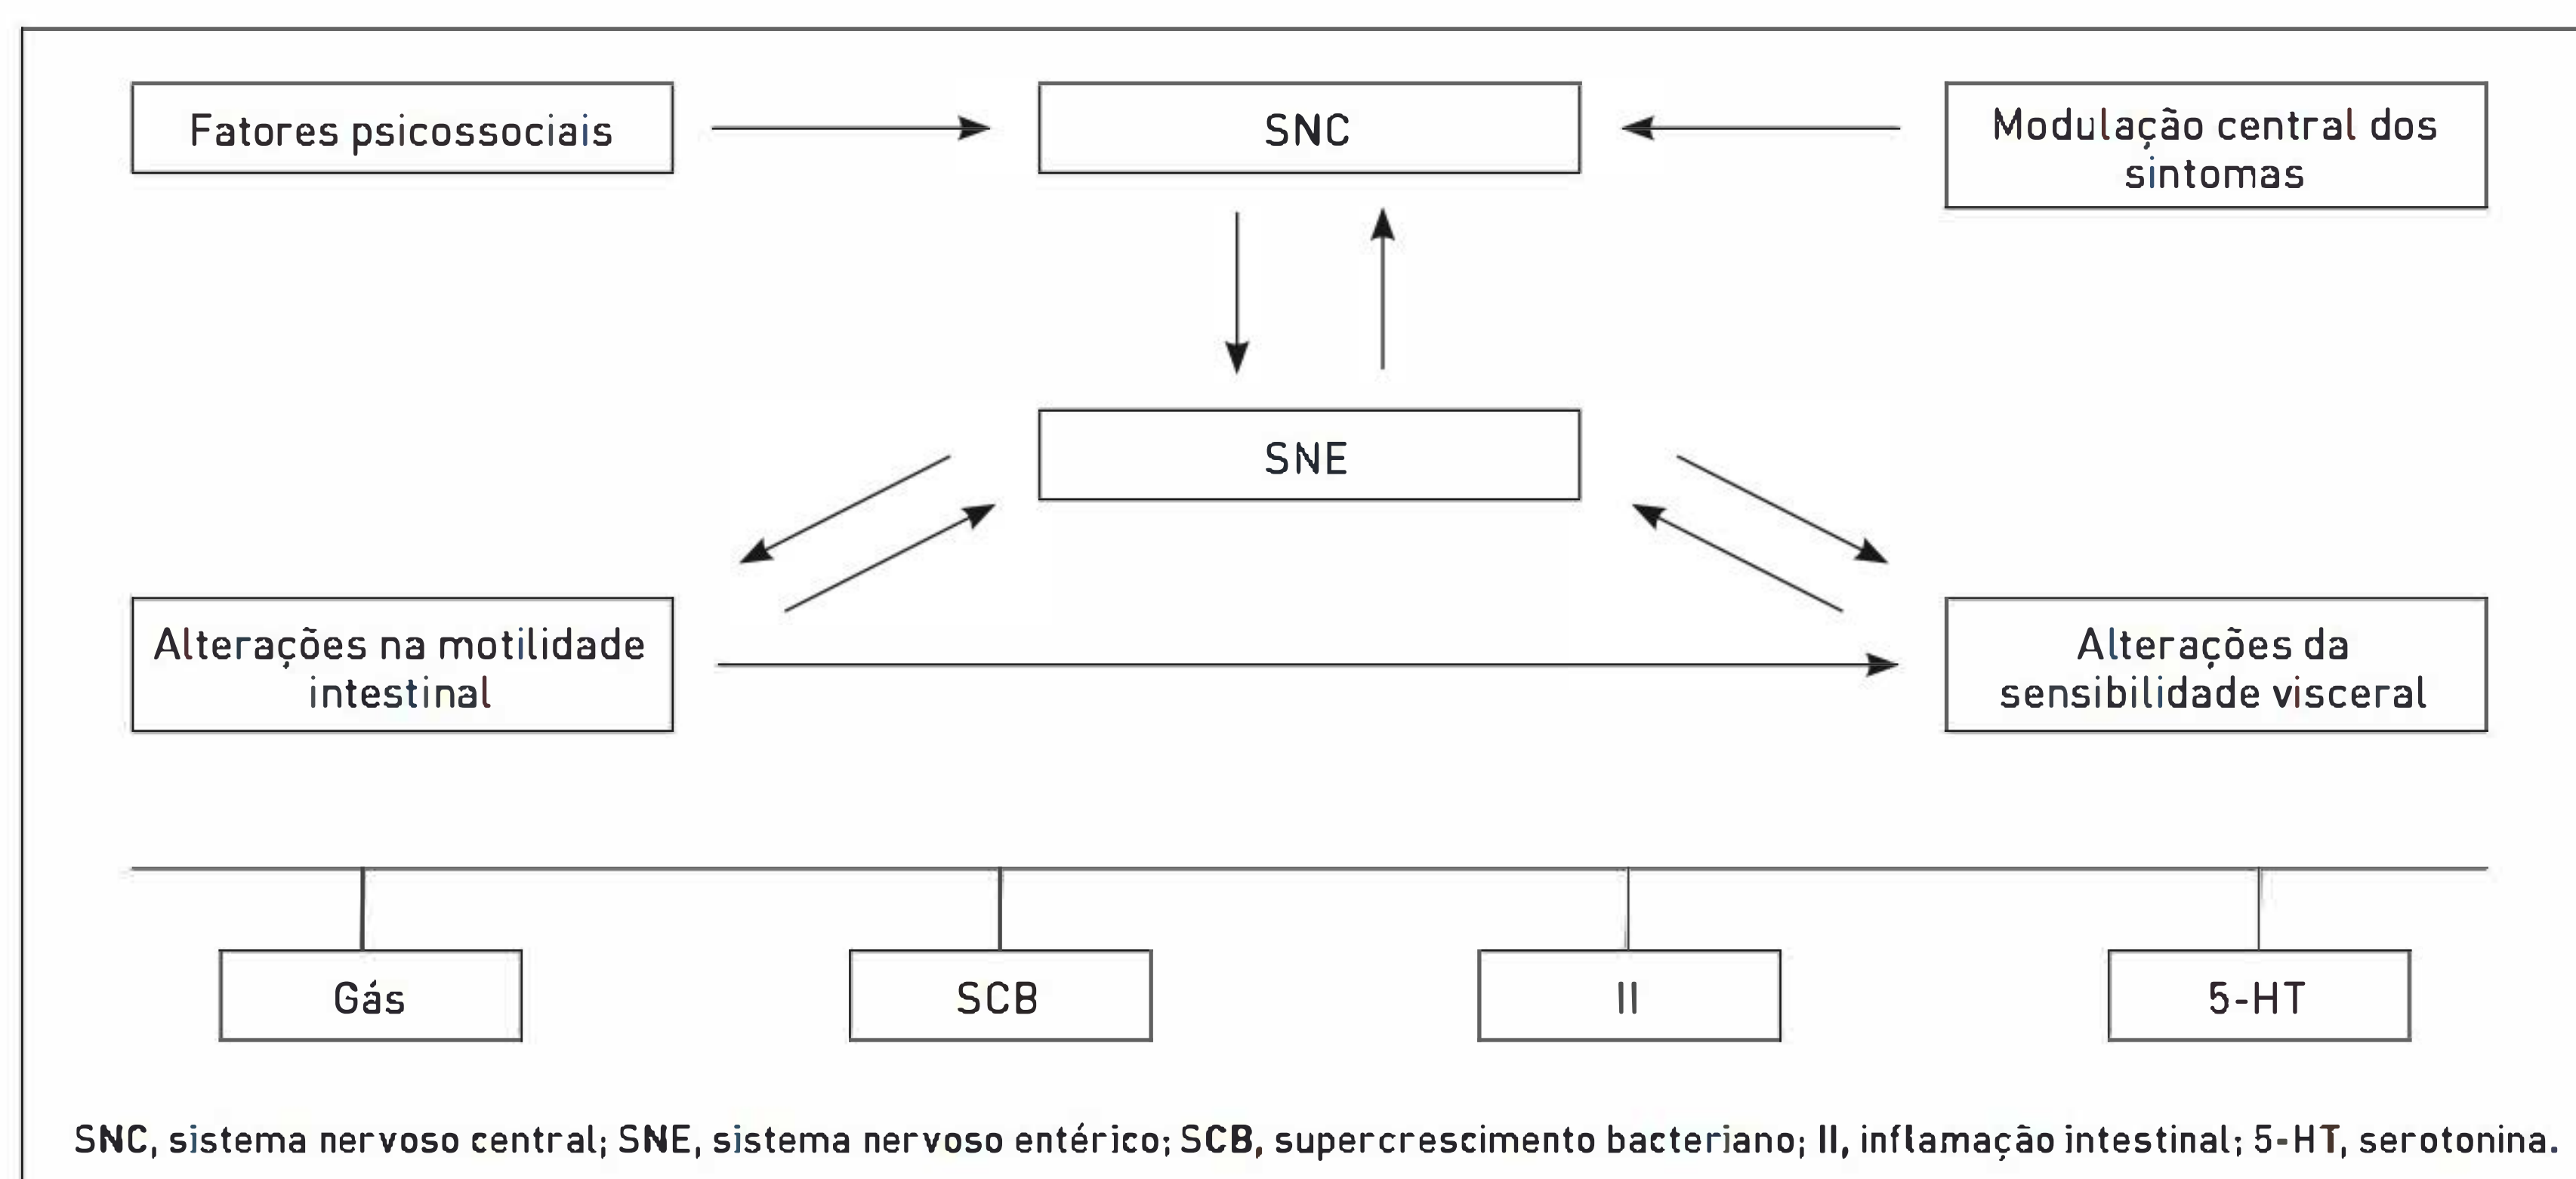 Fatores psicossociais
SNC
Modulação central dos
sintomas
SNE
Alterações na motilidade
intestinal
Alterações da
sensibilidade visceral
Gás
SCB
II
5-HT
SNC, sistema nervoso central; SNE, sistema nervoso entérico; SCB, supercrescimento bacteriano; II, inflamação intestinal; 5-HT, serotonina.